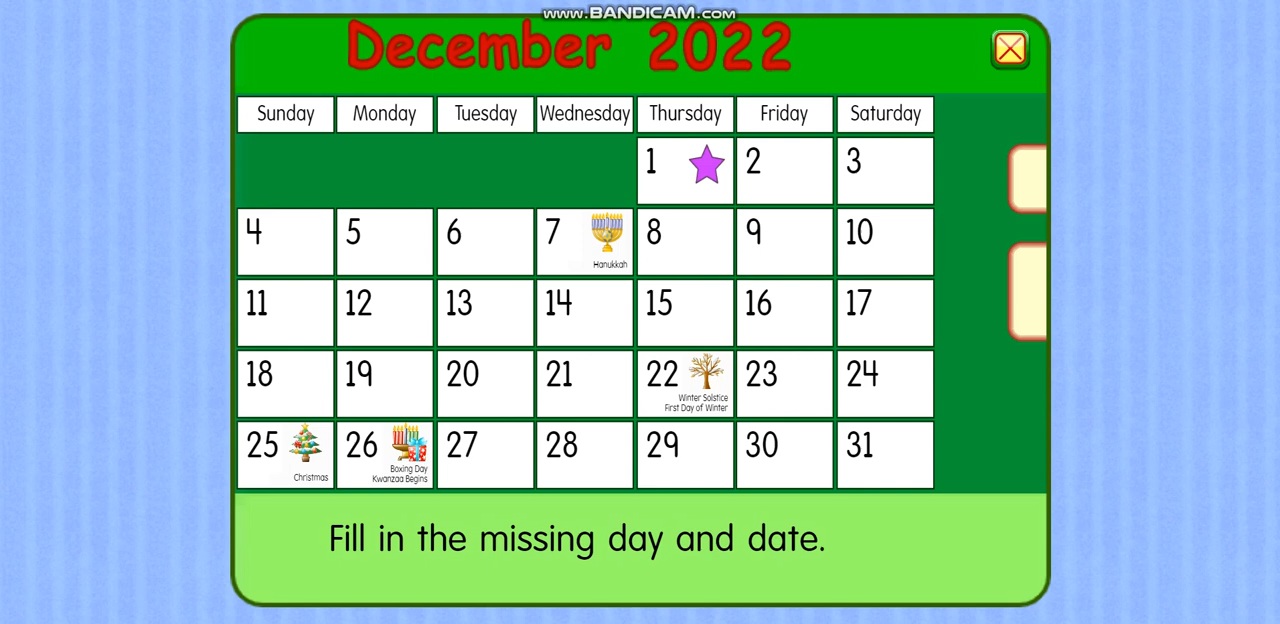 www.BANDICAM.com
December 2022
Sunday Monday Tuesday Wednesday Thursday Friday Saturday
1 2 3
4 5 6 7 8 9 10
Hanukkah
11 12 13 14 15 16 17
18 19 20 21 22 23 24
Winter Solstice
First Day of Winter
25 26 27 28 29 30 31
Christmas
Boxing Day
Kwanzaa Begins
Fill in the missing day and date.